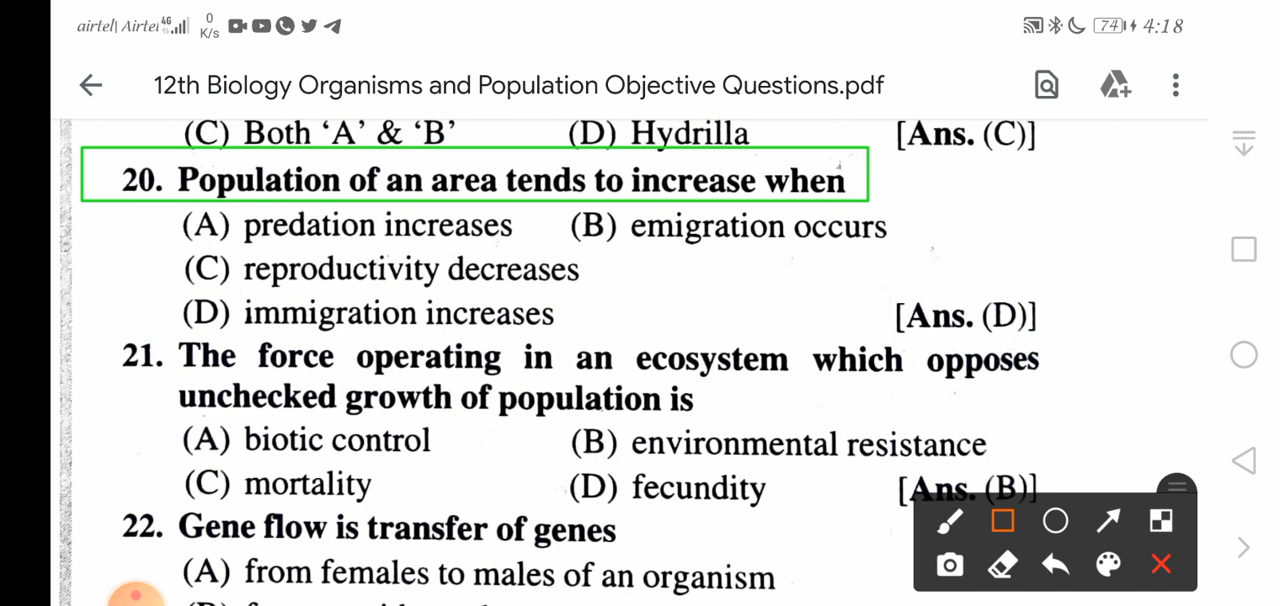 airtel| Airtel 4G 0 K/s 74 4:18
12th Biology Organisms and Population Objective Questions.pdf
(C) Both ‘A’ & ‘B’ (D) Hydrilla [Ans. (C)]
20. Population of an area tends to increase when
(A) predation increases (B) emigration occurs
(C) reproductivity decreases
(D) immigration increases [Ans. (D)]
21. The force operating in an ecosystem which opposes
unchecked growth of population is
(A) biotic control (B) environmental resistance
(C) mortality (D) fecundity [Ans. (B)]
22. Gene flow is transfer of genes
(A) from females to males of an organism